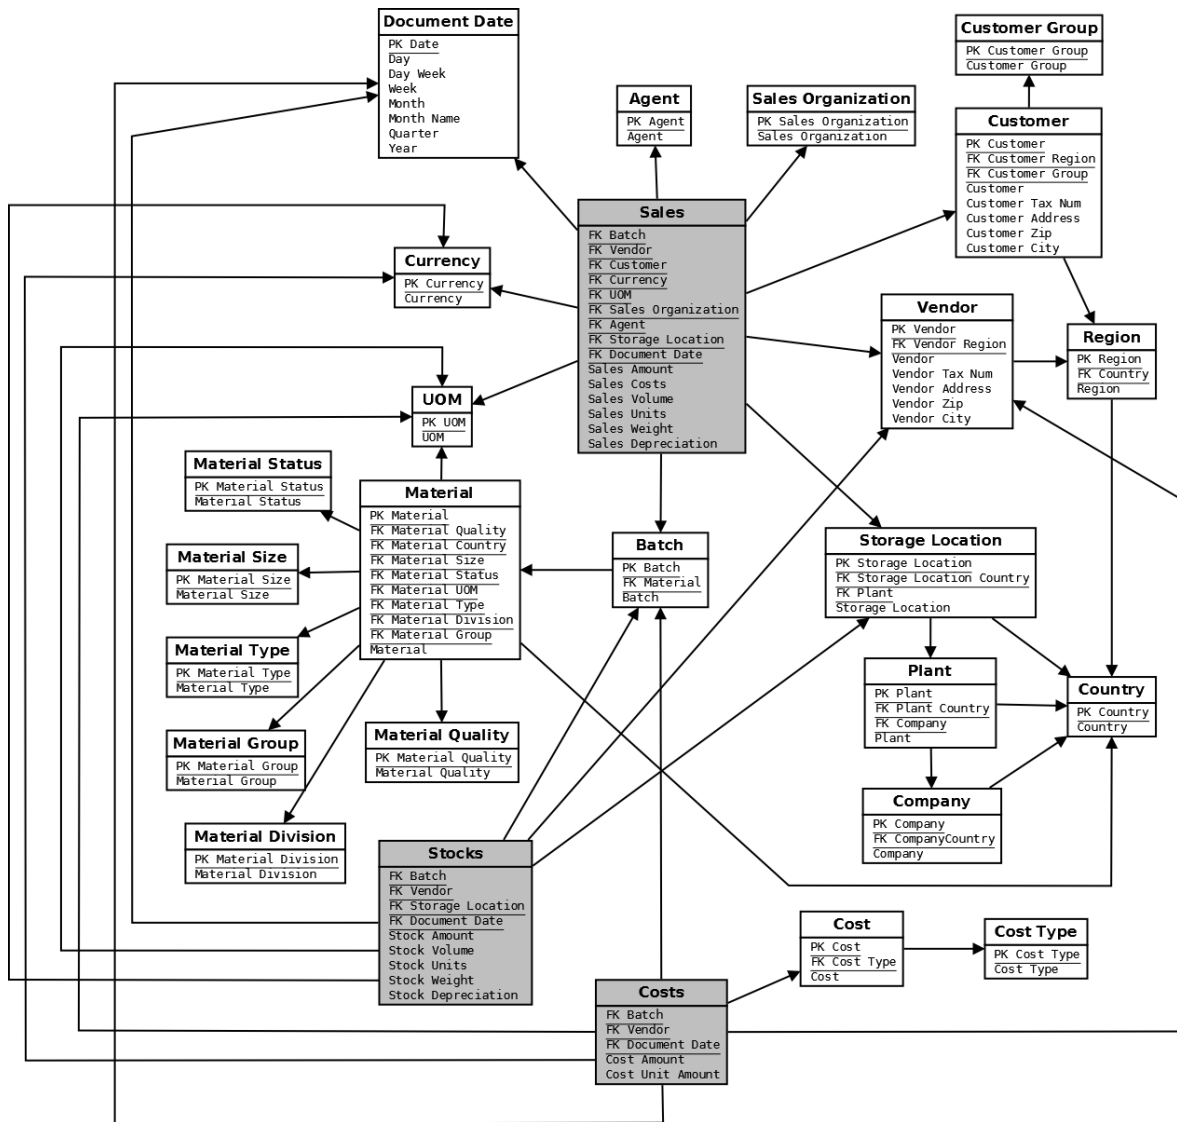 Document Date
PK Date
Day
Day Week
Week
Month
Month Name
Quarter
Year
Customer Group
PK Customer Group
Customer Group
Agent
PK Agent
Agent
Sales Organization
PK Sales Organization
Sales Organization
Customer
PK Customer
FK Customer Region
FK Customer Group
Customer
Customer Tax Num
Customer Address
Customer Zip
Customer City
Sales
FK Batch
FK Vendor
FK Customer
FK Currency
FK UOM
FK Sales Organization
FK Agent
FK Storage Location
FK Document Date
Sales Amount
Sales Costs
Sales Volume
Sales Units
Sales Weight
Sales Depreciation
Currency
PK Currency
Currency
Vendor
PK Vendor
FK Vendor Region
Vendor
Vendor Tax Num
Vendor Address
Vendor Zip
Vendor City
Region
PK Region
FK Country
Region
UOM
PK UOM
UOM
Material Status
PK Material Status
Material Status
Material
PK Material
FK Material Quality
FK Material Country
FK Material Size
FK Material Status
FK Material UOM
FK Material Type
FK Material Division
FK Material Group
Material
Material Size
PK Material Size
Material Size
Batch
PK Batch
FK Material
Batch
Storage Location
PK Storage Location
FK Storage Location Country
FK Plant
Storage Location
Material Type
PK Material Type
Material Type
Plant
PK Plant
FK Plant Country
FK Company
Plant
Country
PK Country
Country
Material Group
PK Material Group
Material Group
Material Quality
PK Material Quality
Material Quality
Company
PK Company
FK CompanyCountry
Company
Material Division
PK Material Division
Material Division
Stocks
FK Batch
FK Vendor
FK Storage Location
FK Document Date
Stock Amount
Stock Volume
Stock Units
Stock Weight
Stock Depreciation
Cost
PK Cost
FK Cost Type
Cost
Cost Type
PK Cost Type
Cost Type
Costs
FK Batch
FK Vendor
FK Document Date
Cost Amount
Cost Unit Amount